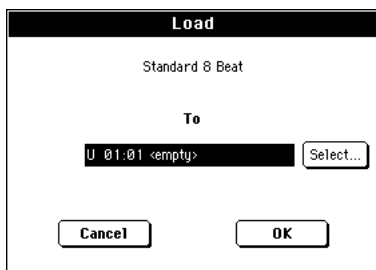 Load
Standard 8 Beat
To
U 01:01 <empty>
Select...
Cancel
OK